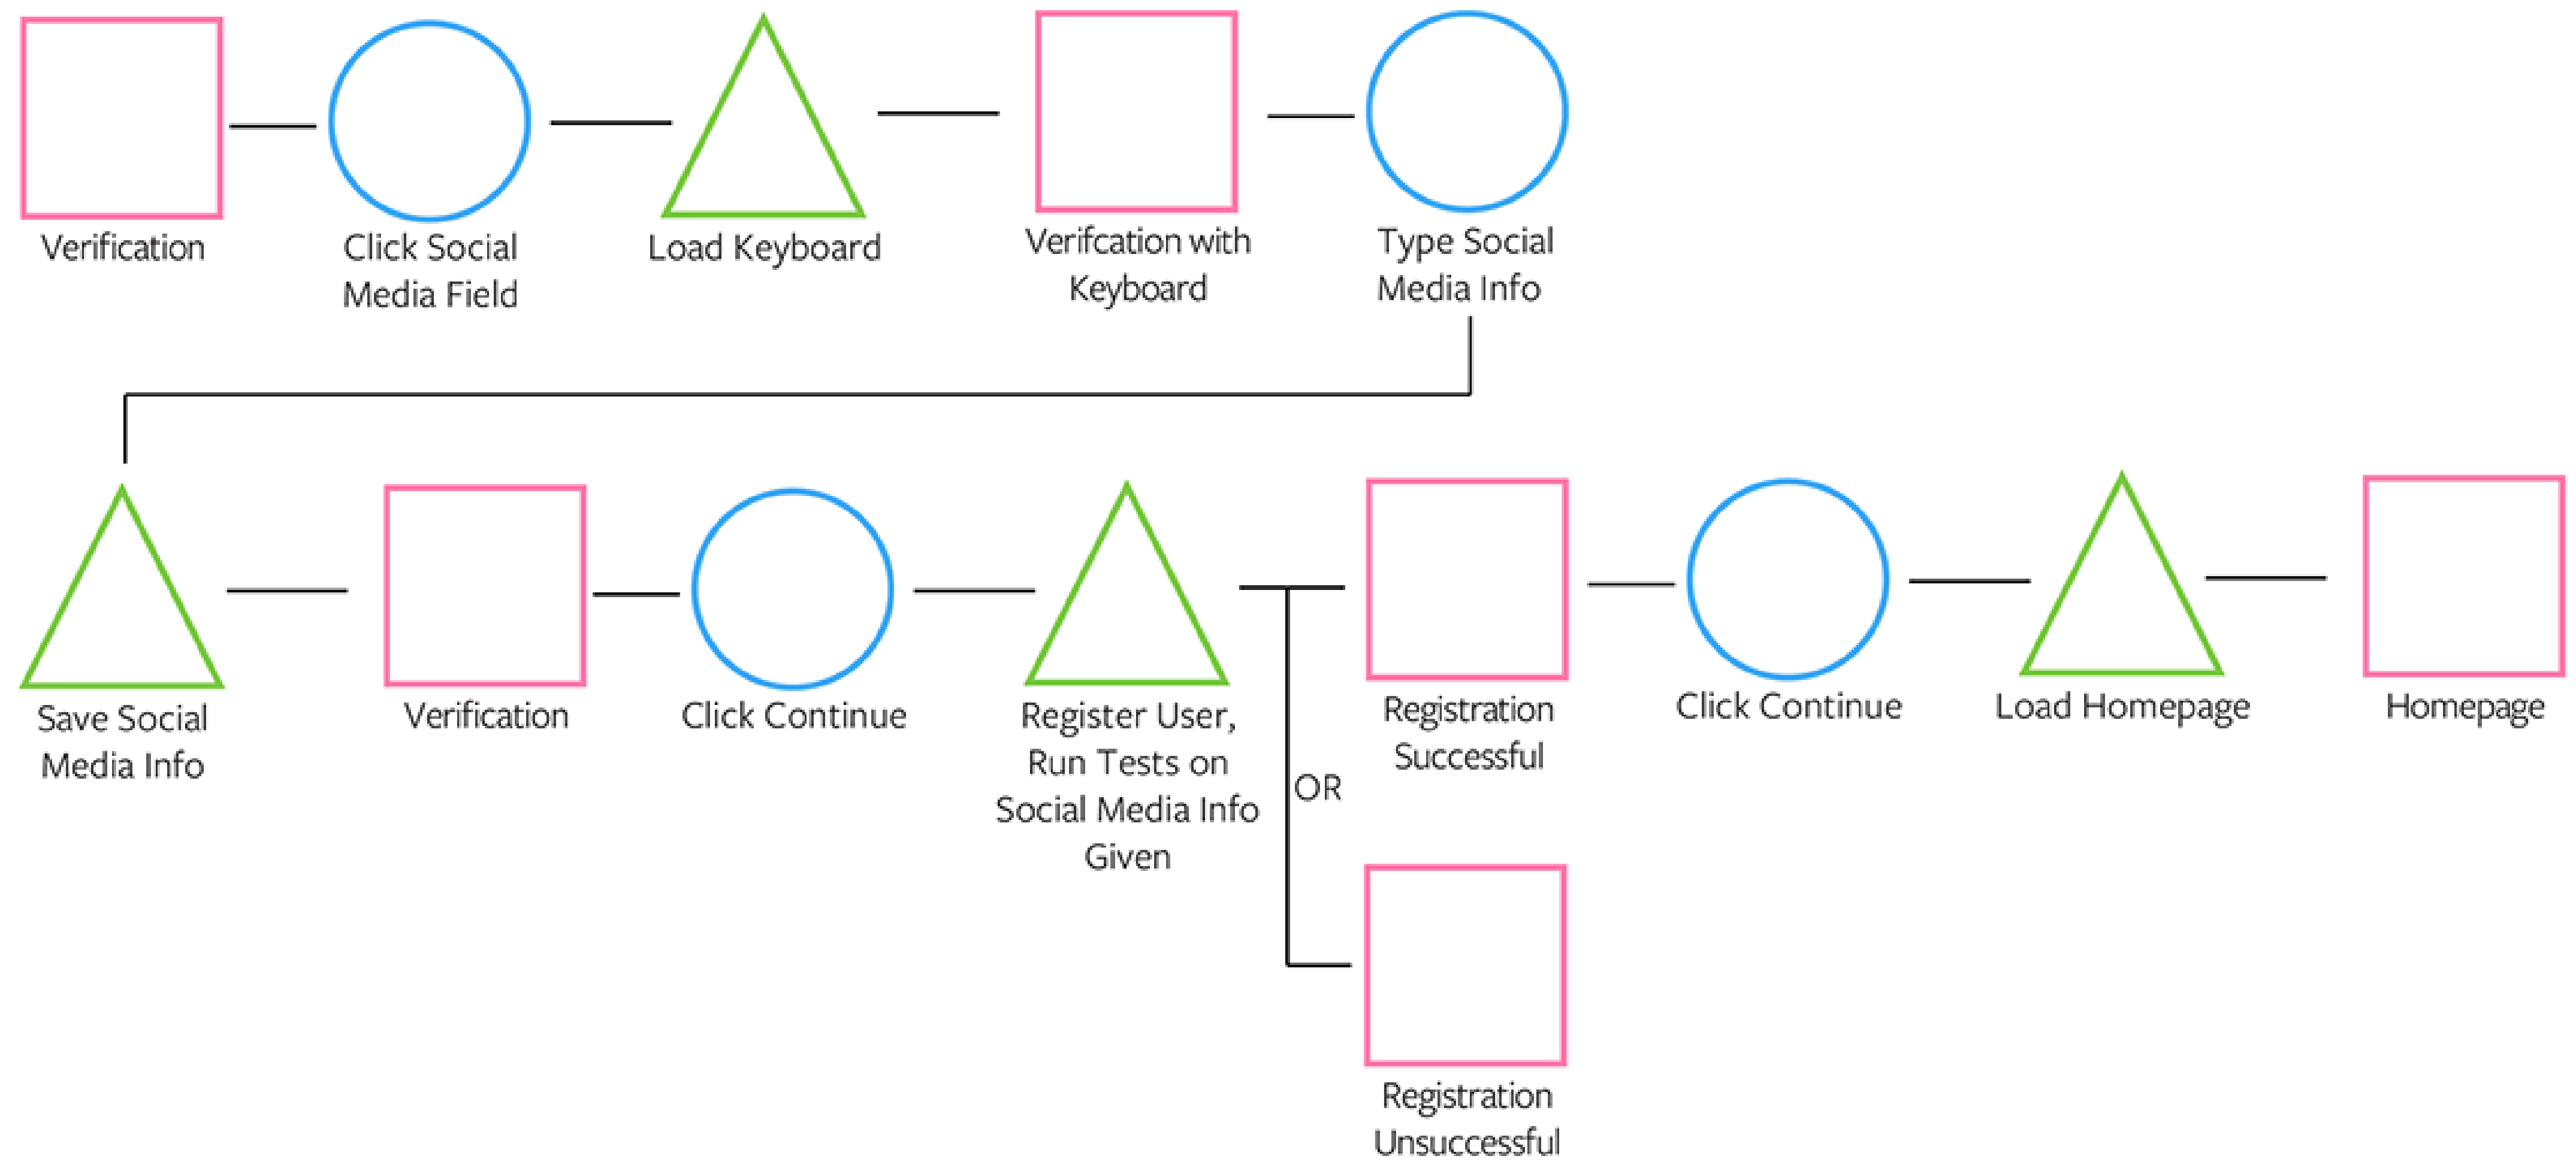 Verification
Click Social
Media Field
Load Keyboard
Verifcation with
Keyboard
Type Social
Media Info
Save Social
Media Info
Verification
Click Continue
Register User,
Run Tests on
Social Media Info
Given
OR
Registration
Successful
Click Continue
Load Homepage
Homepage
Registration
Unsuccessful